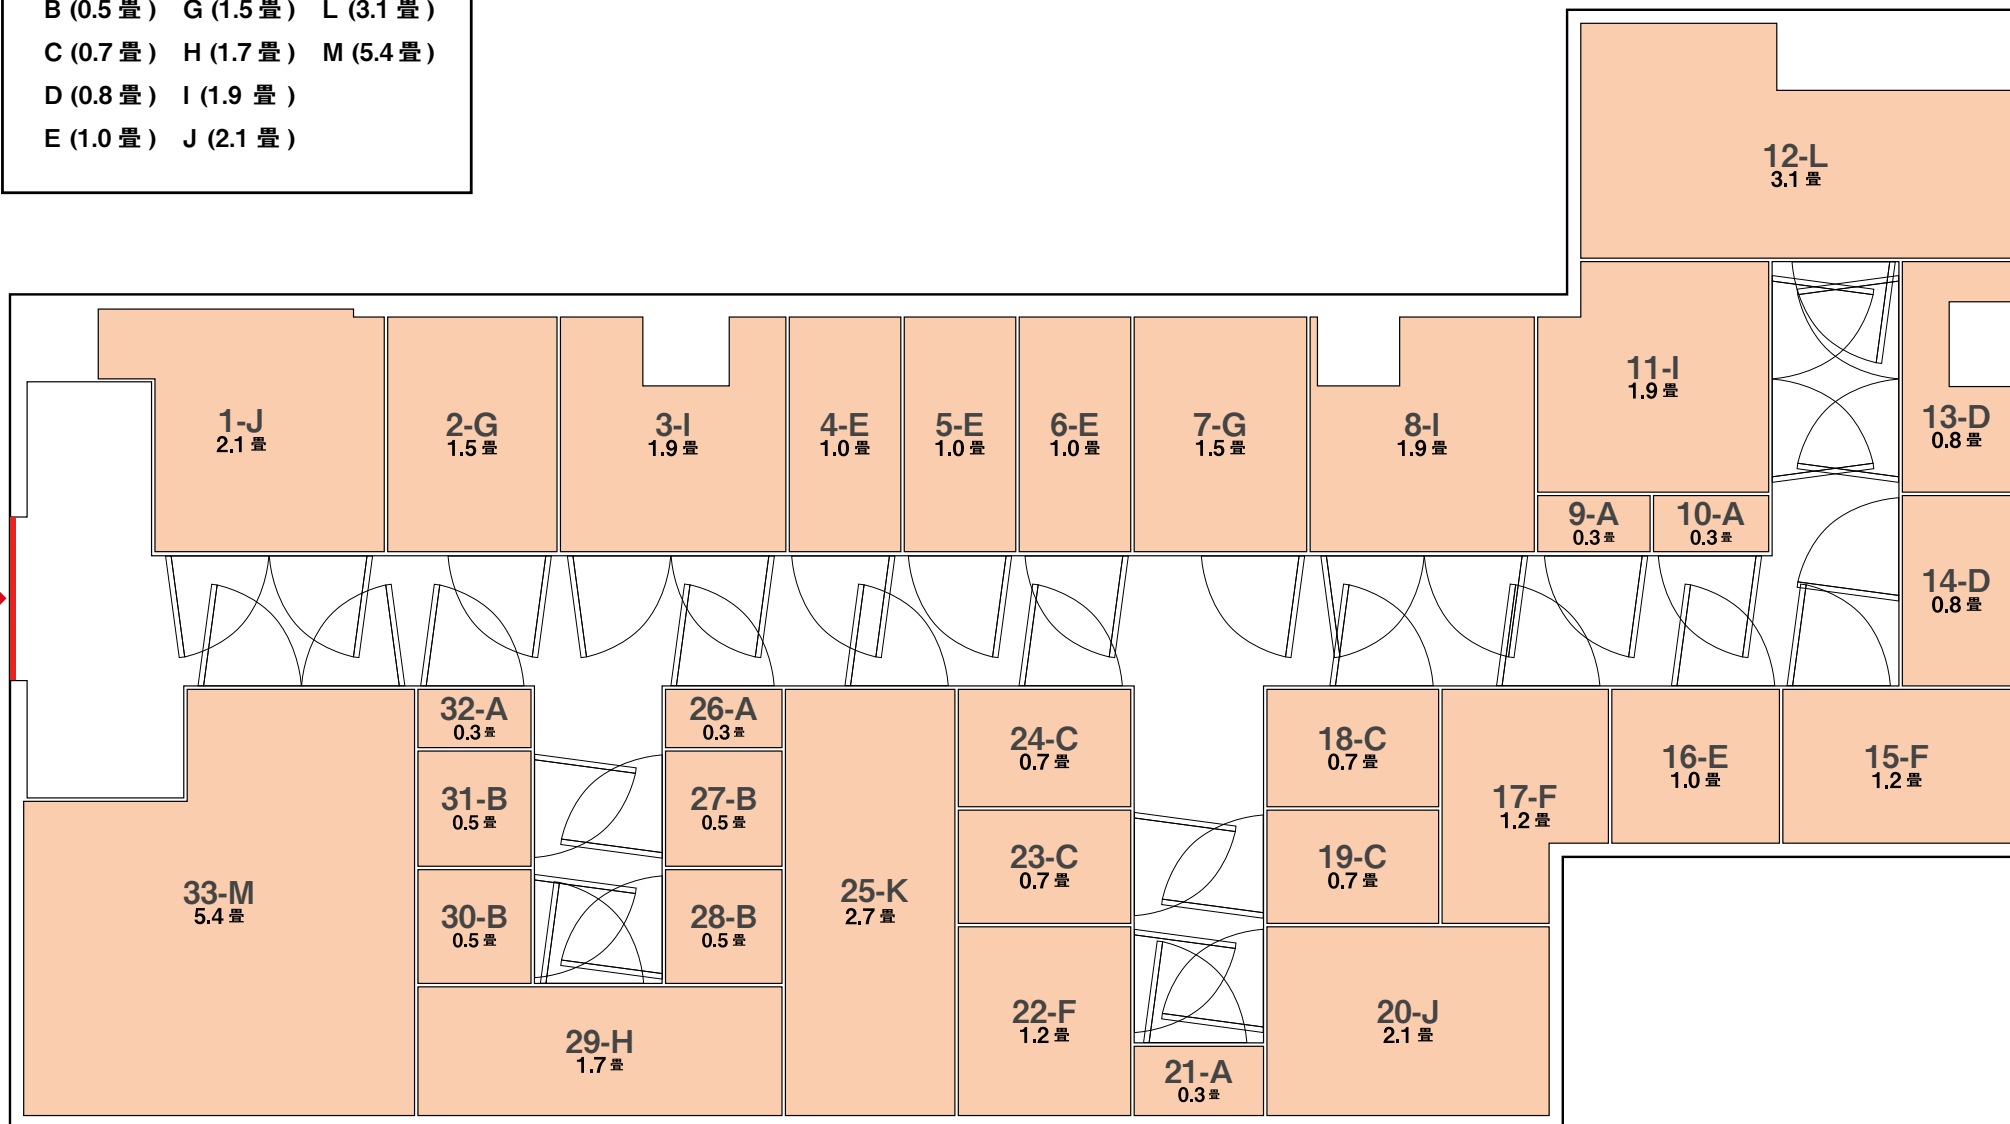 B (0.5 畳 ) G (1.5 畳 ) L (3.1 畳 )
C (0.7 畳 ) H (1.7 畳 ) M (5.4 畳 )
D (0.8 畳 ) I (1.9 畳 )
E (1.0 畳 ) J (2.1 畳 )
12-L
3.1 畳
1-J
2.1 畳
2-G
1.5 畳
3-I
1.9 畳
4-E
1.0 畳
5-E
1.0 畳
6-E
1.0 畳
7-G
1.5 畳
8-I
1.9 畳
11-I
1.9 畳
13-D
0.8 畳
9-A
0.3 畳
10-A
0.3 畳
14-D
0.8 畳
32-A
0.3 畳
26-A
0.3 畳
24-C
0.7 畳
18-C
0.7 畳
17-F
1.2 畳
16-E
1.0 畳
15-F
1.2 畳
31-B
0.5 畳
27-B
0.5 畳
23-C
0.7 畳
19-C
0.7 畳
33-M
5.4 畳
30-B
0.5 畳
28-B
0.5 畳
25-K
2.7 畳
22-F
1.2 畳
20-J
2.1 畳
29-H
1.7 畳
21-A
0.3 畳